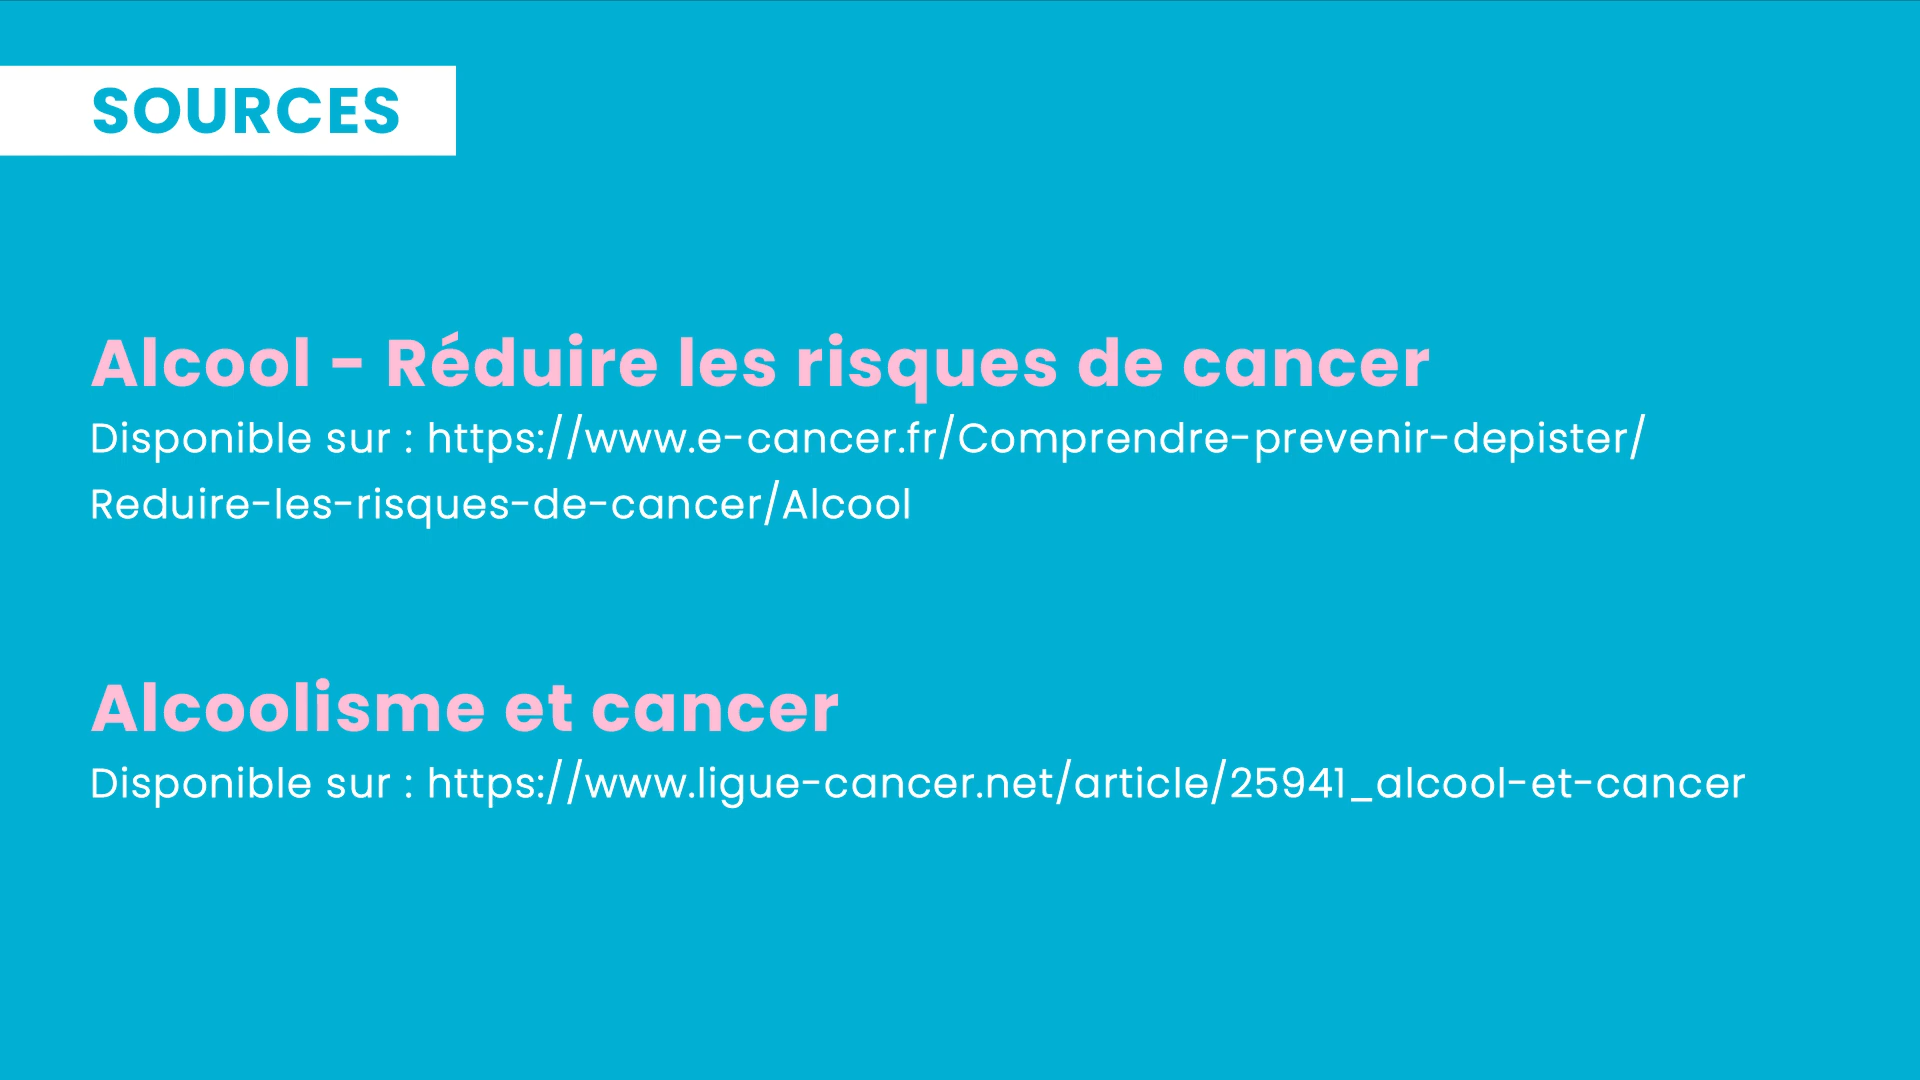 SOURCES
Alcool - Réduire les risques de cancer
Disponible sur : https://www.e-cancer.fr/Comprendre-prevenir-depister/
Reduire-les-risques-de-cancer/Alcool
Alcoolisme et cancer
Disponible sur : https://www.ligue-cancer.net/article/25941_alcool-et-cancer